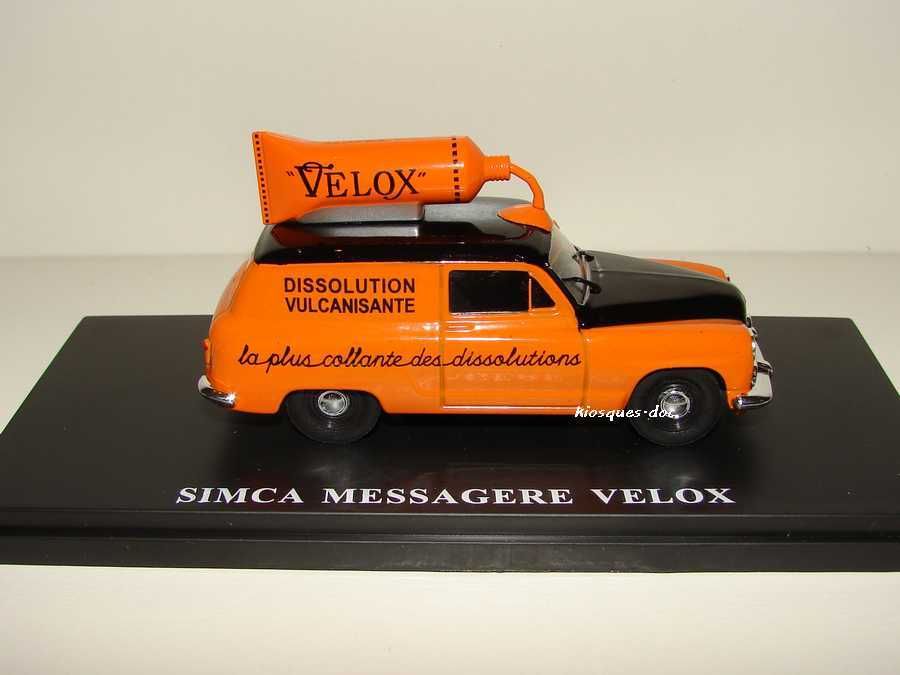 "VELOX"
DISSOLUTION
VULCANISANTE
la plus collante des dissolutions
kiosques-doc
SIMCA MESSAGERE VELOX